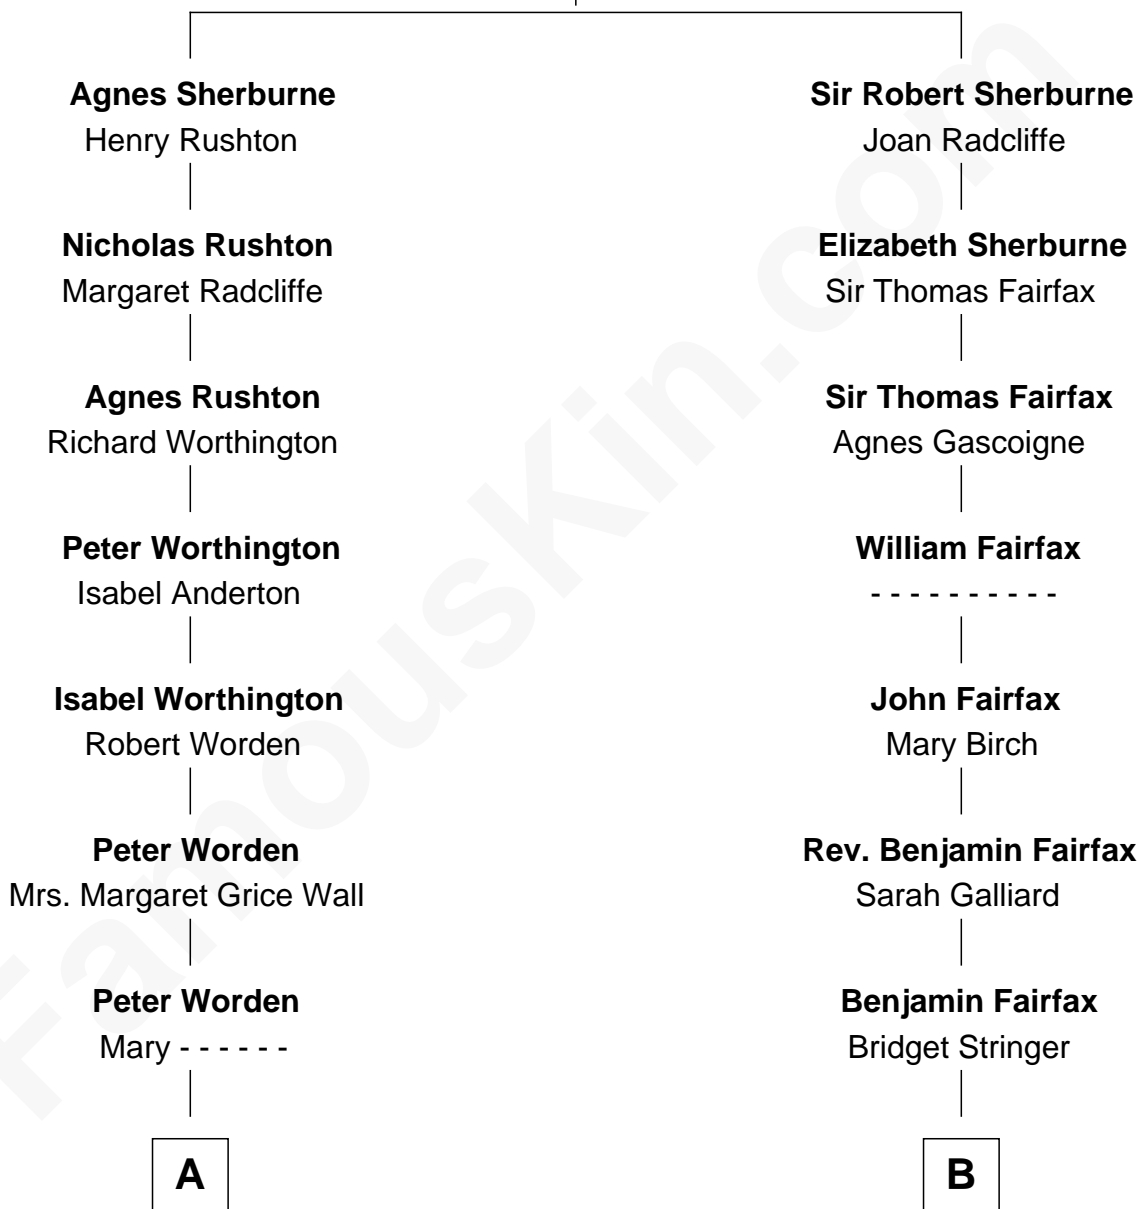 Agnes Sherburne
Henry Rushton
Nicholas Rushton
Margaret Radcliffe
Agnes Rushton
Richard Worthington
Peter Worthington
Isabel Anderton
Isabel Worthington
Robert Worden
Peter Worden
Mrs. Margaret Grice Wall
Peter Worden
Mary - - - - - -
A
Sir Robert Sherburne
Joan Radcliffe
Elizabeth Sherburne
Sir Thomas Fairfax
Sir Thomas Fairfax
Agnes Gascoigne
William Fairfax
- - - - - - - - - -
John Fairfax
Mary Birch
Rev. Benjamin Fairfax
Sarah Galliard
Benjamin Fairfax
Bridget Stringer
B
FamousKin.com